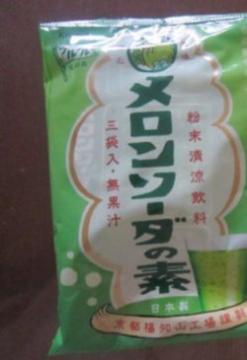 メロンソーダの素
粉末清涼飲料
三袋入・無果汁
日本製
京都福知山工場謹製